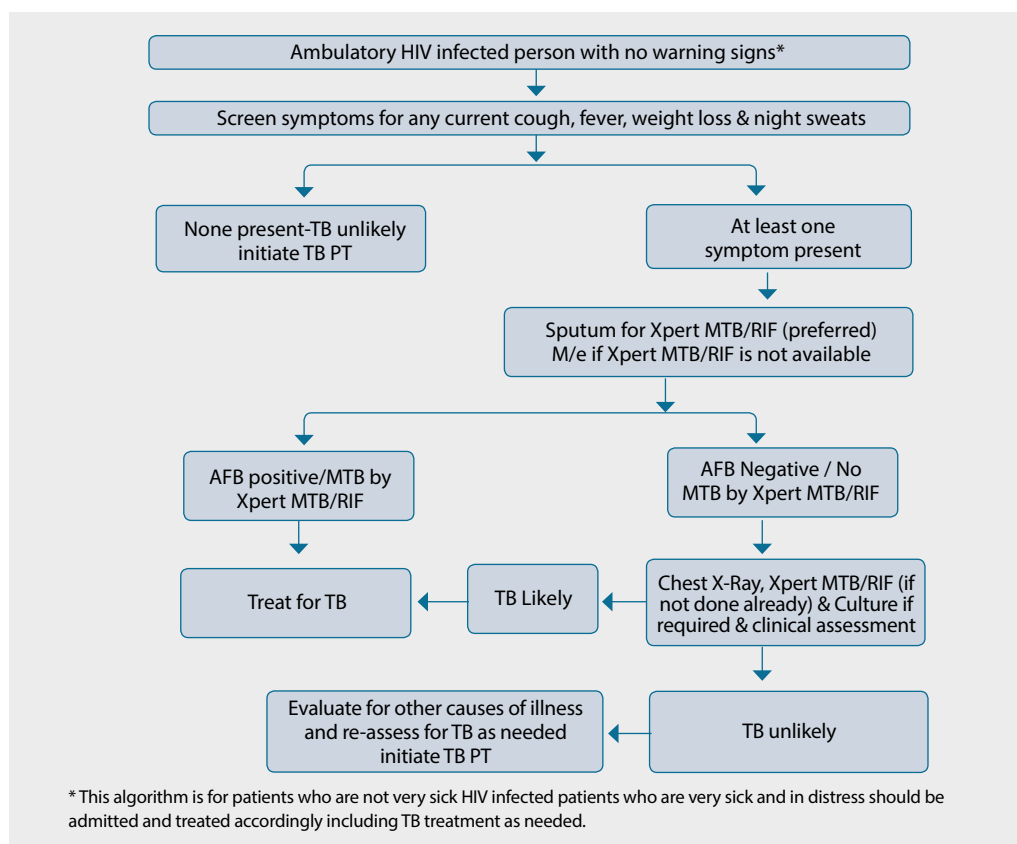 Ambulatory HIV infected person with no warning signs*
Screen symptoms for any current cough, fever, weight loss & night sweats
None present-TB unlikely
initiate TB PT
At least one
symptom present
Sputum for Xpert MTB/RIF (preferred)
M/e if Xpert MTB/RIF is not available
AFB positive/MTB by
Xpert MTB/RIF
AFB Negative / No
MTB by Xpert MTB/RIF
Treat for TB
TB Likely
Chest X-Ray, Xpert MTB/RIF (if
not done already) & Culture if
required & clinical assessment
Evaluate for other causes of illness
and re-assess for TB as needed
initiate TB PT
TB unlikely
* This algorithm is for patients who are not very sick HIV infected patients who are very sick and in distress should be
admitted and treated accordingly including TB treatment as needed.